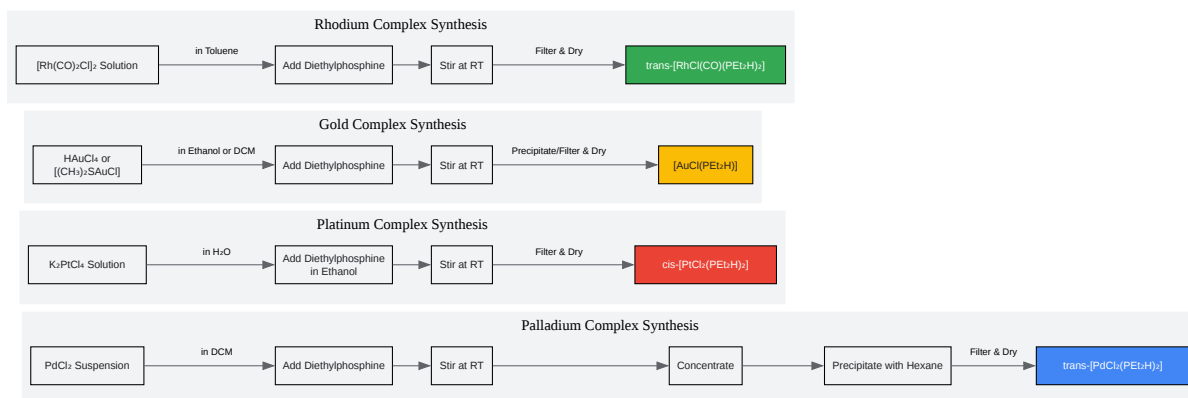 Rhodium Complex Synthesis
[Rh(CO)₂Cl]₂ Solution
in Toluene
Add Diethylphosphine
Stir at RT
Filter & Dry
trans-[RhCl(CO)(PEt₂H)₂]
Gold Complex Synthesis
HAuCl₄ or
[(CH₃)₂SAuCl]
in Ethanol or DCM
Add Diethylphosphine
Stir at RT
Precipitate/Filter & Dry
[AuCl(PEt₂H)]
Platinum Complex Synthesis
K₂PtCl₄ Solution
in H₂O
Add Diethylphosphine
in Ethanol
Stir at RT
Filter & Dry
cis-[PtCl₂(PEt₂H)₂]
Palladium Complex Synthesis
PdCl₂ Suspension
in DCM
Add Diethylphosphine
Stir at RT
Concentrate
Precipitate with Hexane
Filter & Dry
trans-[PdCl₂(PEt₂H)₂]